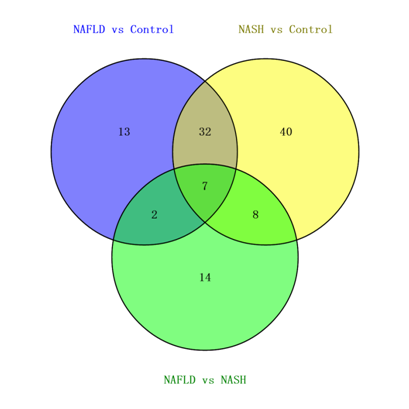 NAFLD vs Control NASH vs Control
13 32 40
7
2 8
14
NAFLD vs NASH